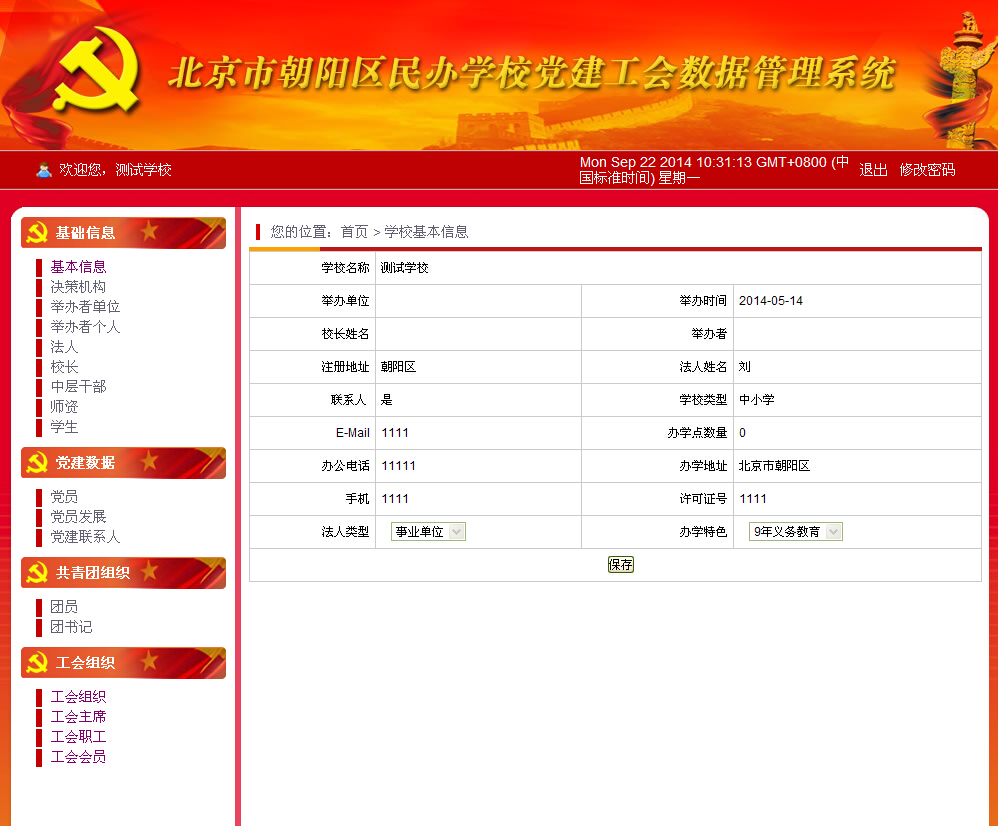 北京市朝阳区民办学校党建工会数据管理系统
欢迎您，测试学校
Mon Sep 22 2014 10:31:13 GMT+0800 (中
国标准时间) 星期一
退出 修改密码
基础信息
基本信息
决策机构
举办者单位
举办者个人
法人
校长
中层干部
师资
学生
党建数据
党员
党员发展
党建联系人
共青团组织
团员
团书记
工会组织
工会组织
工会主席
工会职工
工会会员
您的位置：首页 > 学校基本信息
学校名称 测试学校
举办单位 举办时间 2014-05-14
校长姓名 举办者
注册地址 朝阳区 法人姓名 刘
联系人 是 学校类型 中小学
E-Mail 1111 办学点数量 0
办公电话 11111 办学地址 北京市朝阳区
手机 1111 许可证号 1111
法人类型 事业单位 办学特色 9年义务教育
保存